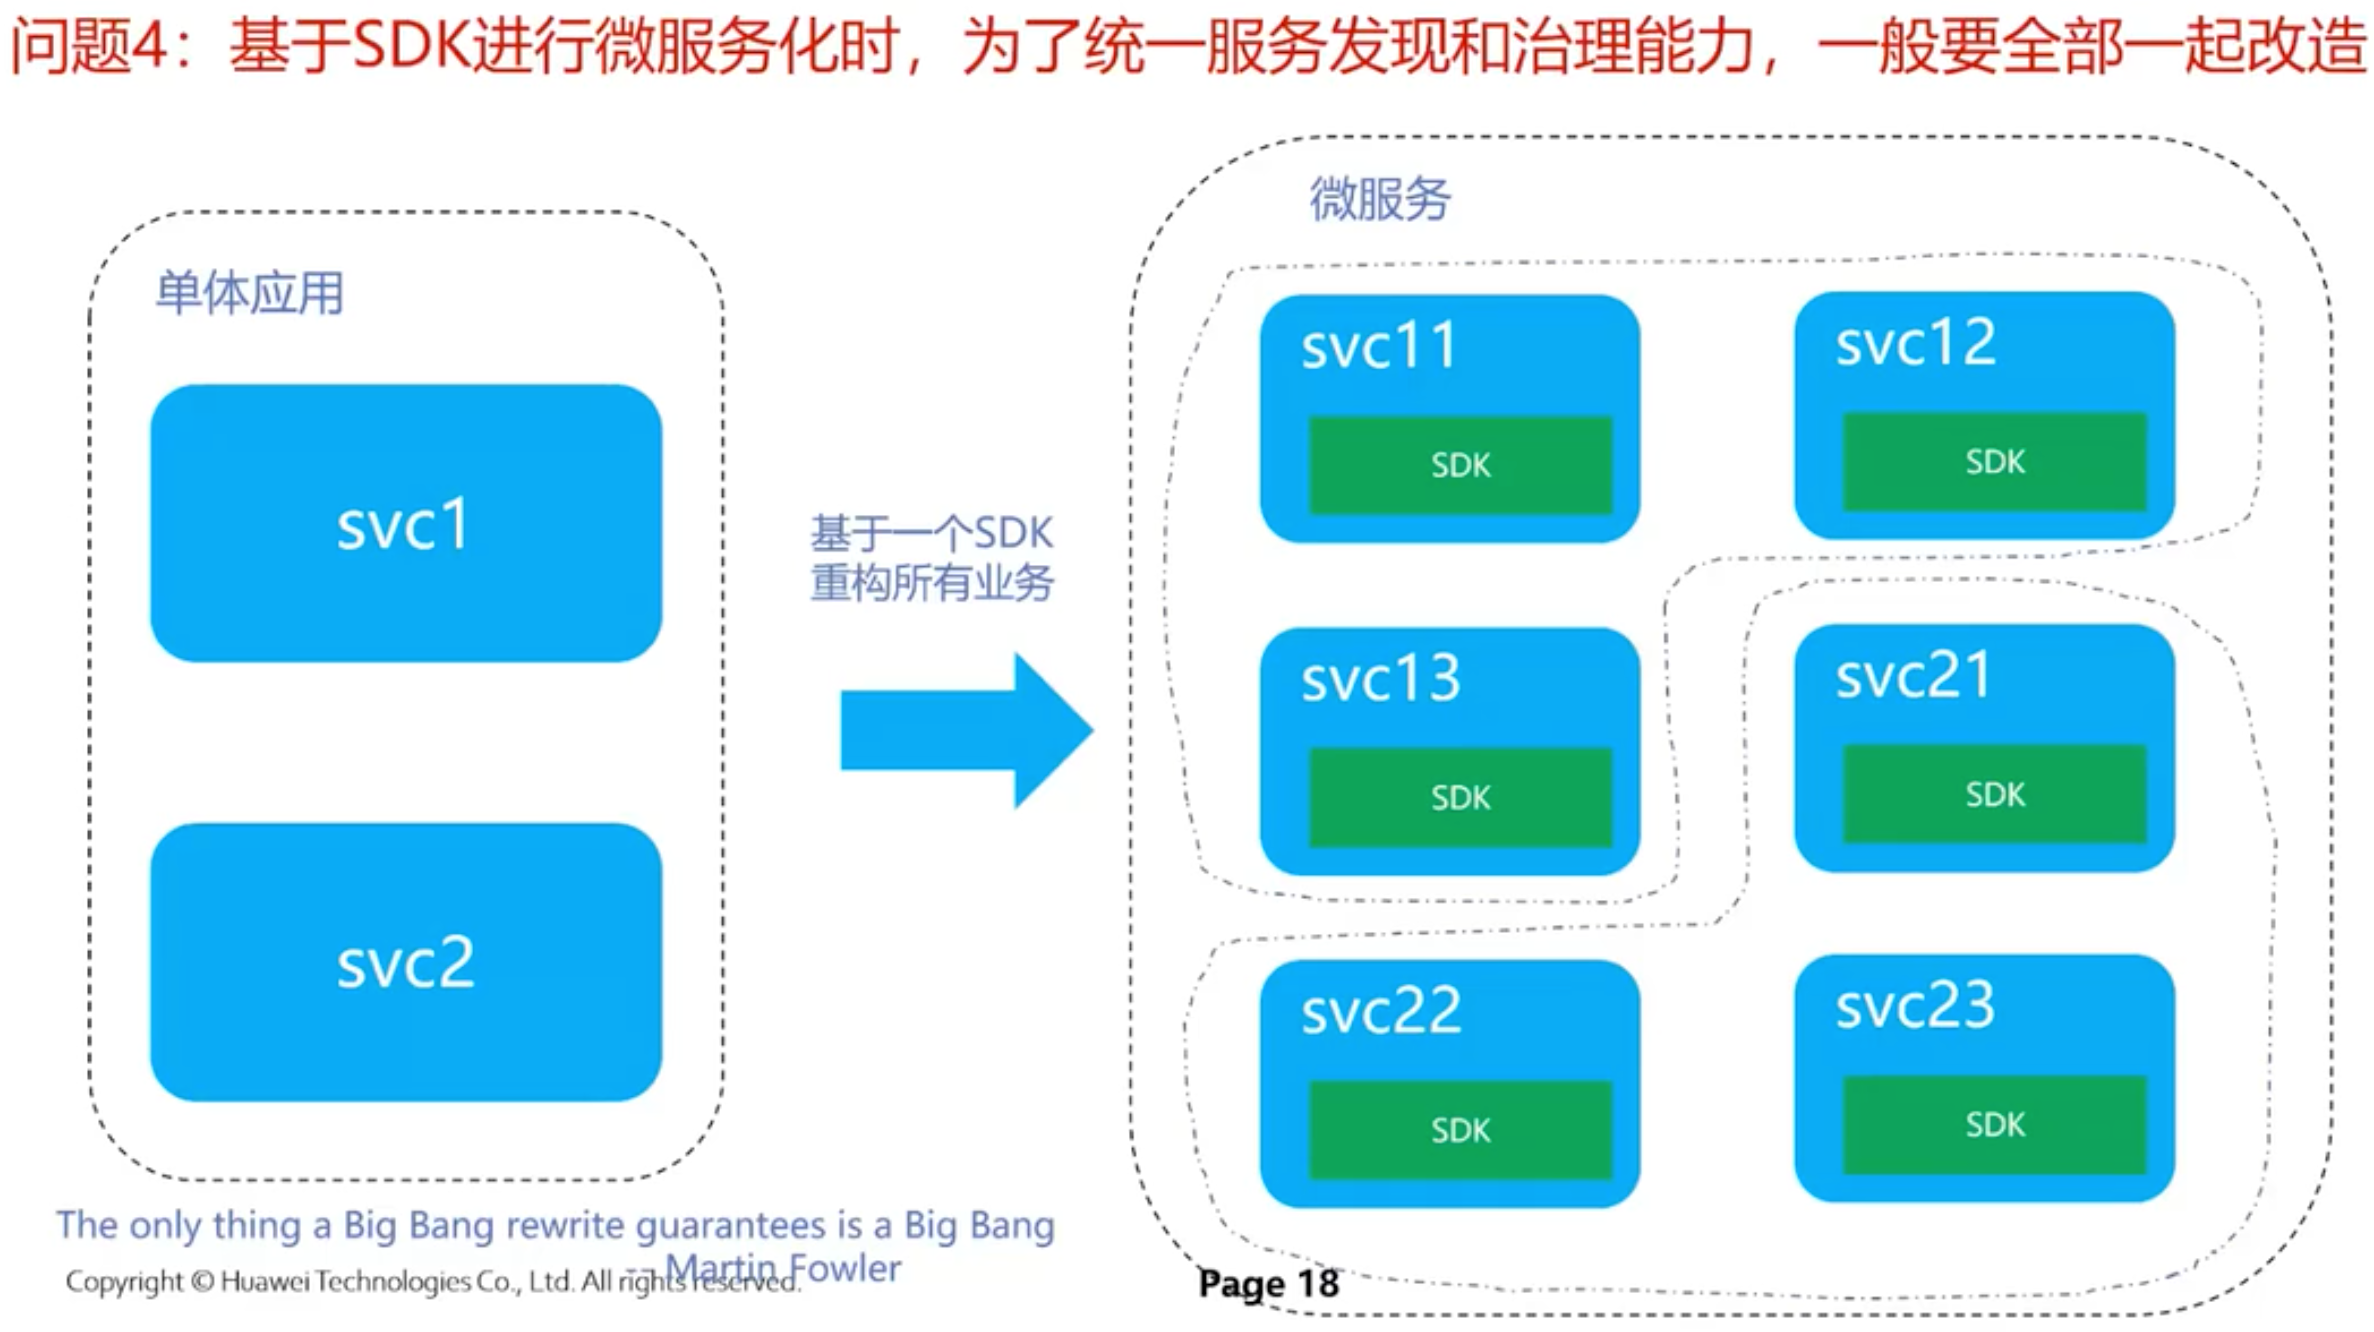 问题4：基于SDK进行微服务化时，为了统一服务发现和治理能力，一般要全部一起改造
单体应用
svc1
svc2
基于一个SDK
重构所有业务
微服务
svc11
SDK
svc12
SDK
svc13
SDK
svc21
SDK
svc22
SDK
svc23
SDK
The only thing a Big Bang rewrite guarantees is a Big Bang
-- Martin Fowler
Copyright © Huawei Technologies Co., Ltd. All rights reserved.
Page 18